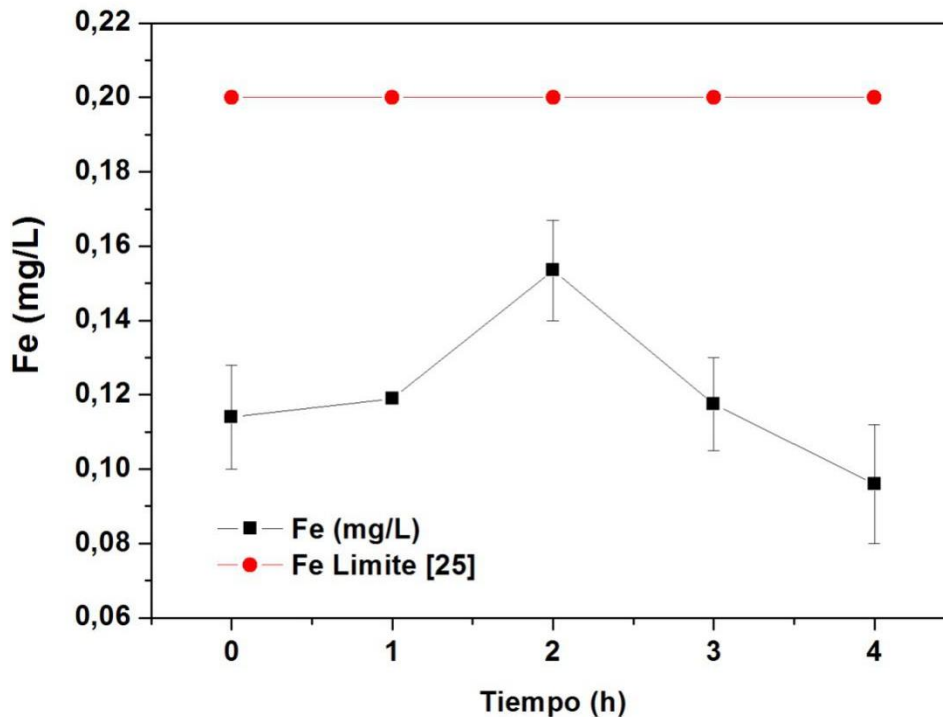 0,22
0,20
0,18
0,16
0,14
0,12
0,10
0,08
0,06
Fe (mg/L)
Fe (mg/L)
Fe Limite [25]
0 1 2 3 4
Tiempo (h)